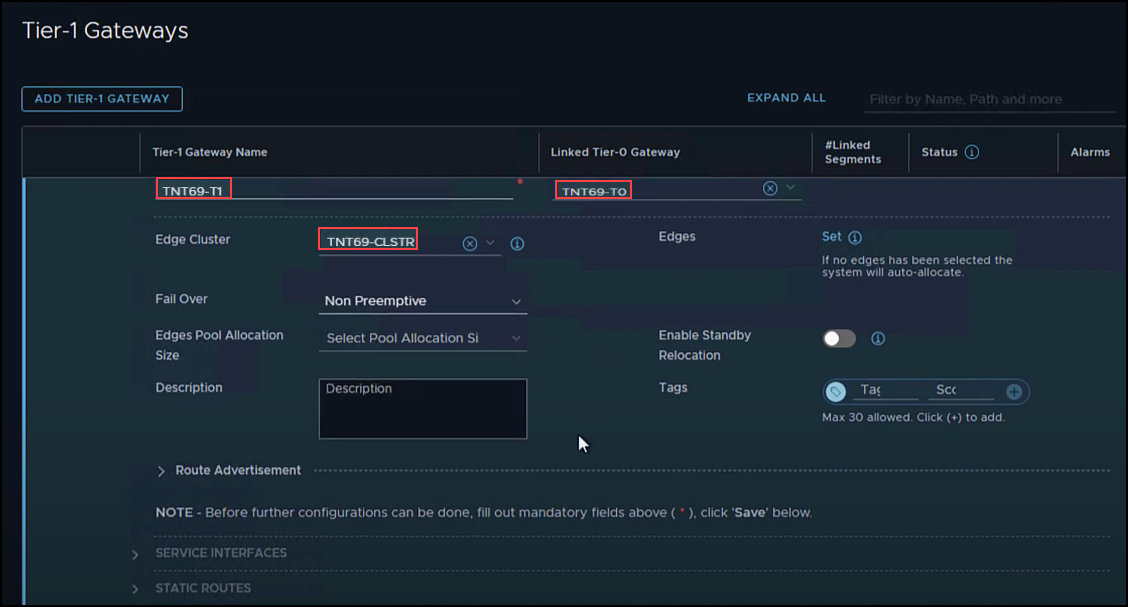 Tier-1 Gateways
ADD TIER-1 GATEWAY
EXPAND ALL
Filter by Name, Path and more
Tier-1 Gateway Name
Linked Tier-0 Gateway
#Linked
Segments
Status
Alarms
TNT69-T1 *
TNT69-T0
Edge Cluster
TNT69-CLSTR
Edges
Set
If no edges has been selected the
system will auto-allocate.
Fail Over
Non Preemptive
Edges Pool Allocation
Size
Select Pool Allocation Si
Enable Standby
Relocation
Description
Description
Tags
Tag
Sco
Max 30 allowed. Click (+) to add.
Route Advertisement
NOTE - Before further configurations can be done, fill out mandatory fields above ( * ), click 'Save' below.
SERVICE INTERFACES
STATIC ROUTES